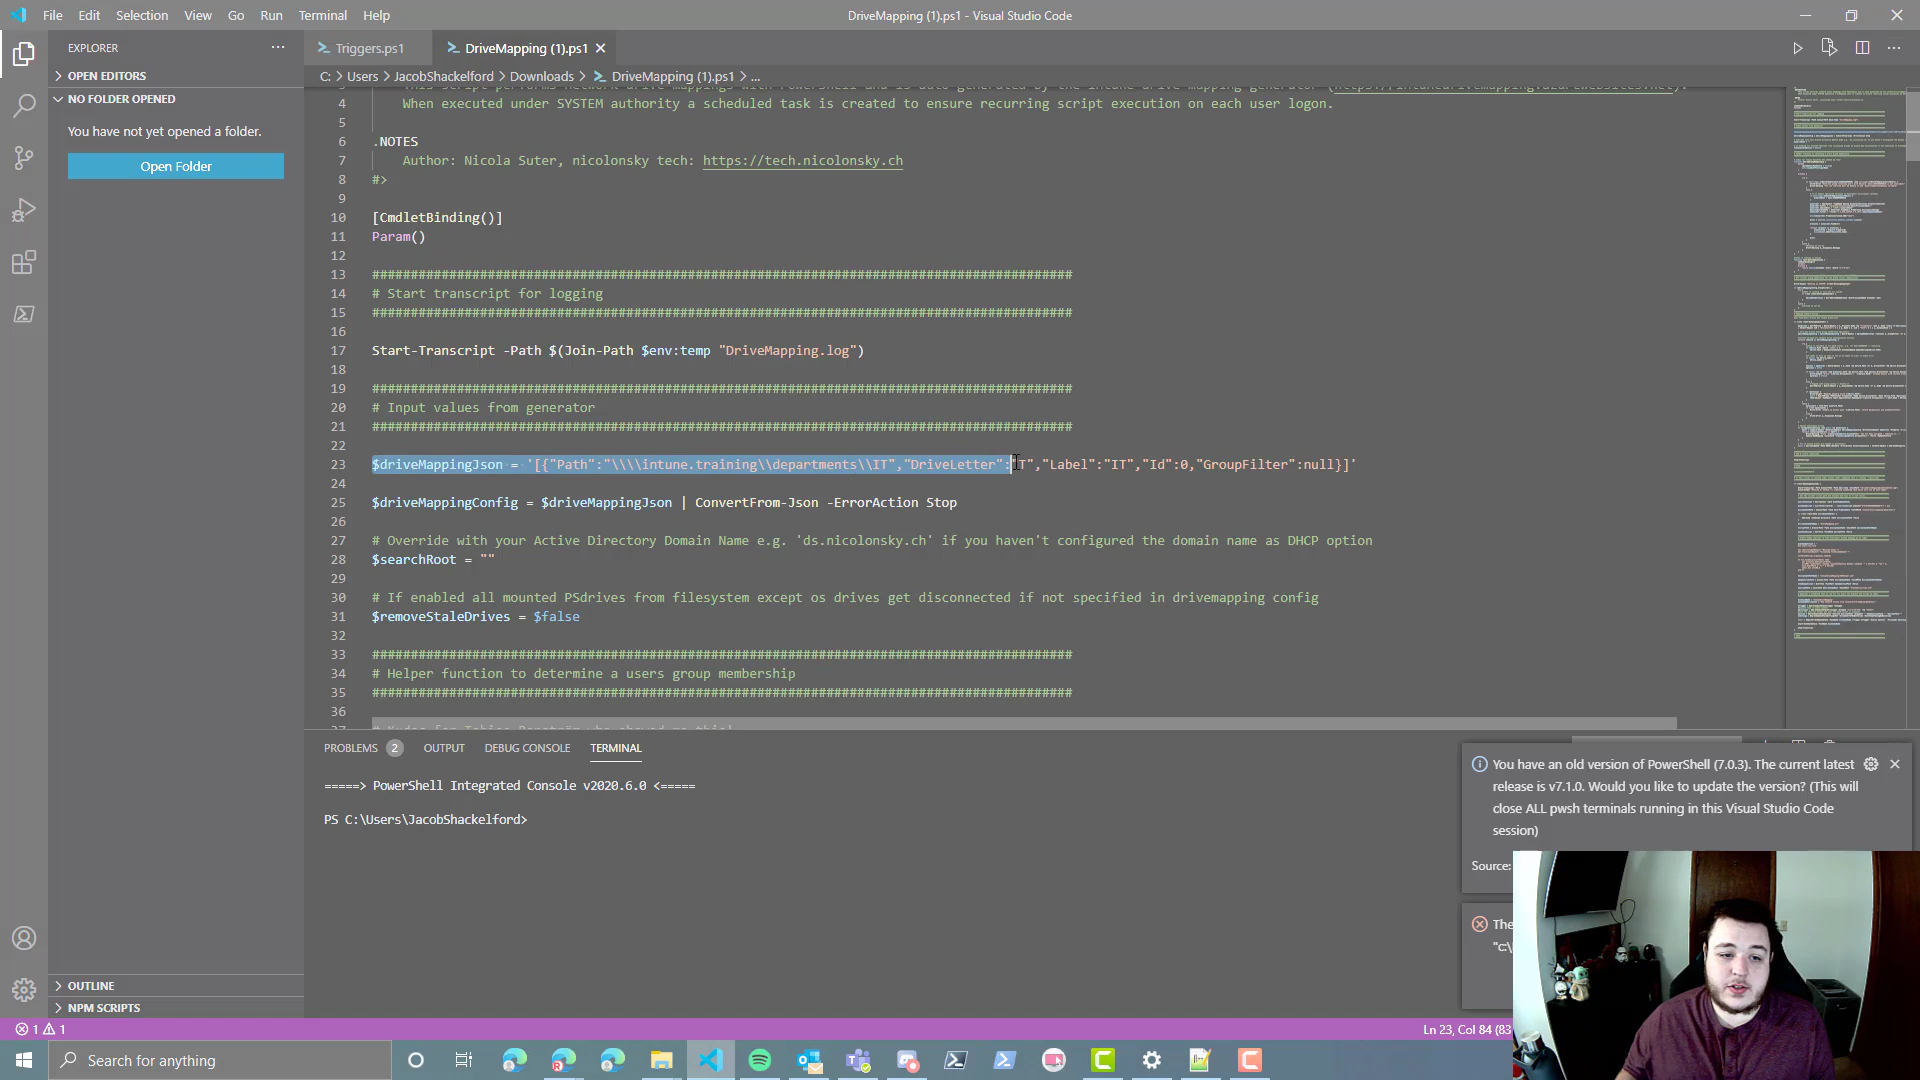 File Edit Selection View Go Run Terminal Help
DriveMapping (1).ps1 - Visual Studio Code
EXPLORER
Triggers.ps1
DriveMapping (1).ps1
OPEN EDITORS
C: > Users > JacobShackelford > Downloads > DriveMapping (1).ps1 > ...
NO FOLDER OPENED
You have not yet opened a folder.
Open Folder
4 When executed under SYSTEM authority a scheduled task is created to ensure recurring script execution on each user logon.
5
6 .NOTES
7 Author: Nicola Suter, nicolonsky tech: https://tech.nicolonsky.ch
8 #>
9
10 [CmdletBinding()]
11 Param()
12
13 ###########################################################################################
14 # Start transcript for logging
15 ###########################################################################################
16
17 Start-Transcript -Path $(Join-Path $env:temp "DriveMapping.log")
18
19 ###########################################################################################
20 # Input values from generator
21 ###########################################################################################
22
23 $driveMappingJson = '[{"Path":"\\\\intune.training\\departments\\IT","DriveLetter":"T","Label":"IT","Id":0,"GroupFilter":null}]'
24
25 $driveMappingConfig = $driveMappingJson | ConvertFrom-Json -ErrorAction Stop
26
27 # Override with your Active Directory Domain Name e.g. 'ds.nicolonsky.ch' if you haven't configured the domain name as DHCP option
28 $searchRoot = ""
29
30 # If enabled all mounted PSdrives from filesystem except os drives get disconnected if not specified in drivemapping config
31 $removeStaleDrives = $false
32
33 ###########################################################################################
34 # Helper function to determine a users group membership
35 ###########################################################################################
36
PROBLEMS 2 OUTPUT DEBUG CONSOLE TERMINAL
=====> PowerShell Integrated Console v2020.6.0 <=====
PS C:\Users\JacobShackelford>
You have an old version of PowerShell (7.0.3). The current latest
release is v7.1.0. Would you like to update the version? (This will
close ALL pwsh terminals running in this Visual Studio Code
session)
Source:
The
"c:\
OUTLINE
NPM SCRIPTS
1 1
Ln 23, Col 84 (83
Search for anything